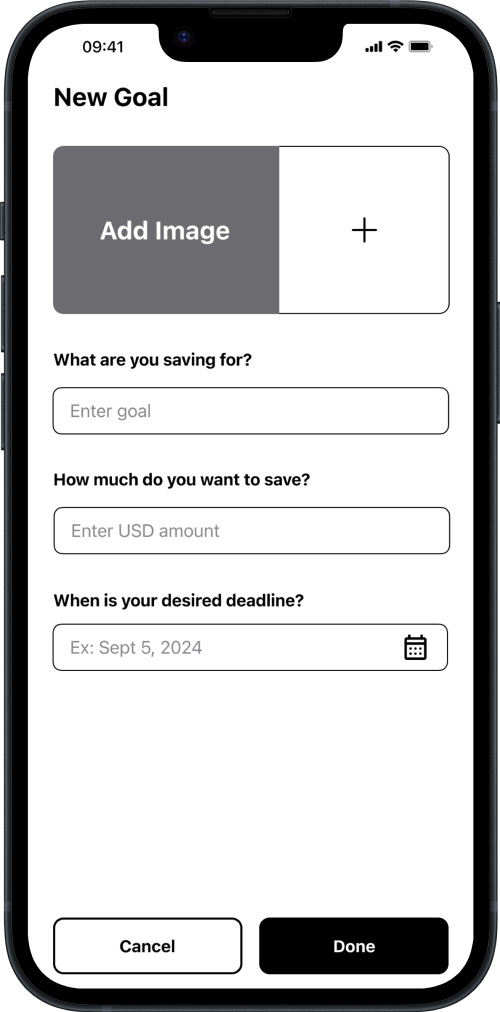 09:41
New Goal
Add Image
What are you saving for?
Enter goal
How much do you want to save?
Enter USD amount
When is your desired deadline?
Ex: Sept 5, 2024
Cancel
Done